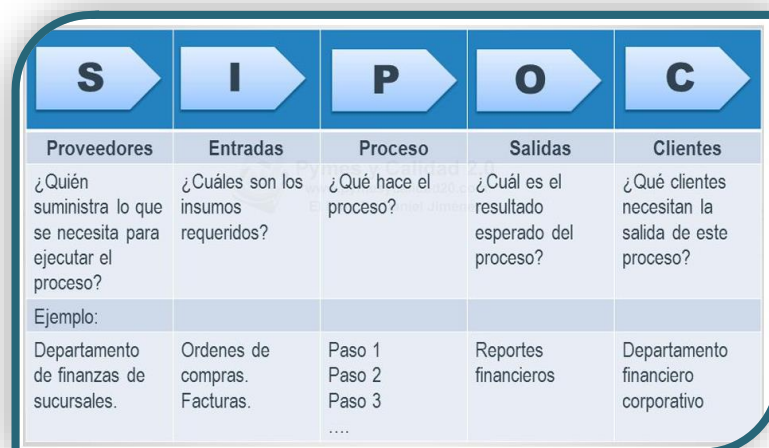 S I P O C
Proveedores Entradas Proceso Salidas Clientes
¿Quién
suministra lo que
se necesita para
ejecutar el
proceso?
¿Cuáles son los
insumos
requeridos?
¿Qué hace el
proceso?
¿Cuál es el
resultado
esperado del
proceso?
¿Qué clientes
necesitan la
salida de este
proceso?
Ejemplo:
Departamento
de finanzas de
sucursales.
Ordenes de
compras.
Facturas.
Paso 1
Paso 2
Paso 3
....
Reportes
financieros
Departamento
financiero
corporativo